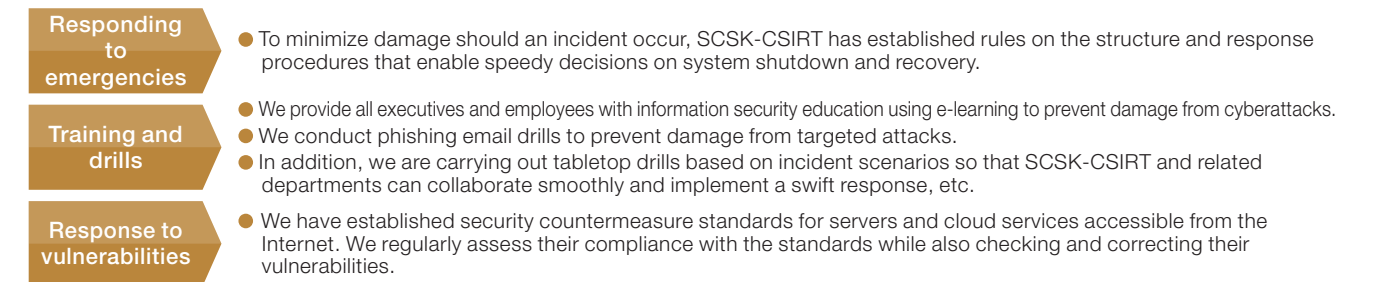 Responding
to
emergencies
● To minimize damage should an incident occur, SCSK-CSIRT has established rules on the structure and response
procedures that enable speedy decisions on system shutdown and recovery.
Training and
drills
● We provide all executives and employees with information security education using e-learning to prevent damage from cyberattacks.
● We conduct phishing email drills to prevent damage from targeted attacks.
● In addition, we are carrying out tabletop drills based on incident scenarios so that SCSK-CSIRT and related
departments can collaborate smoothly and implement a swift response, etc.
Response to
vulnerabilities
● We have established security countermeasure standards for servers and cloud services accessible from the
Internet. We regularly assess their compliance with the standards while also checking and correcting their
vulnerabilities.